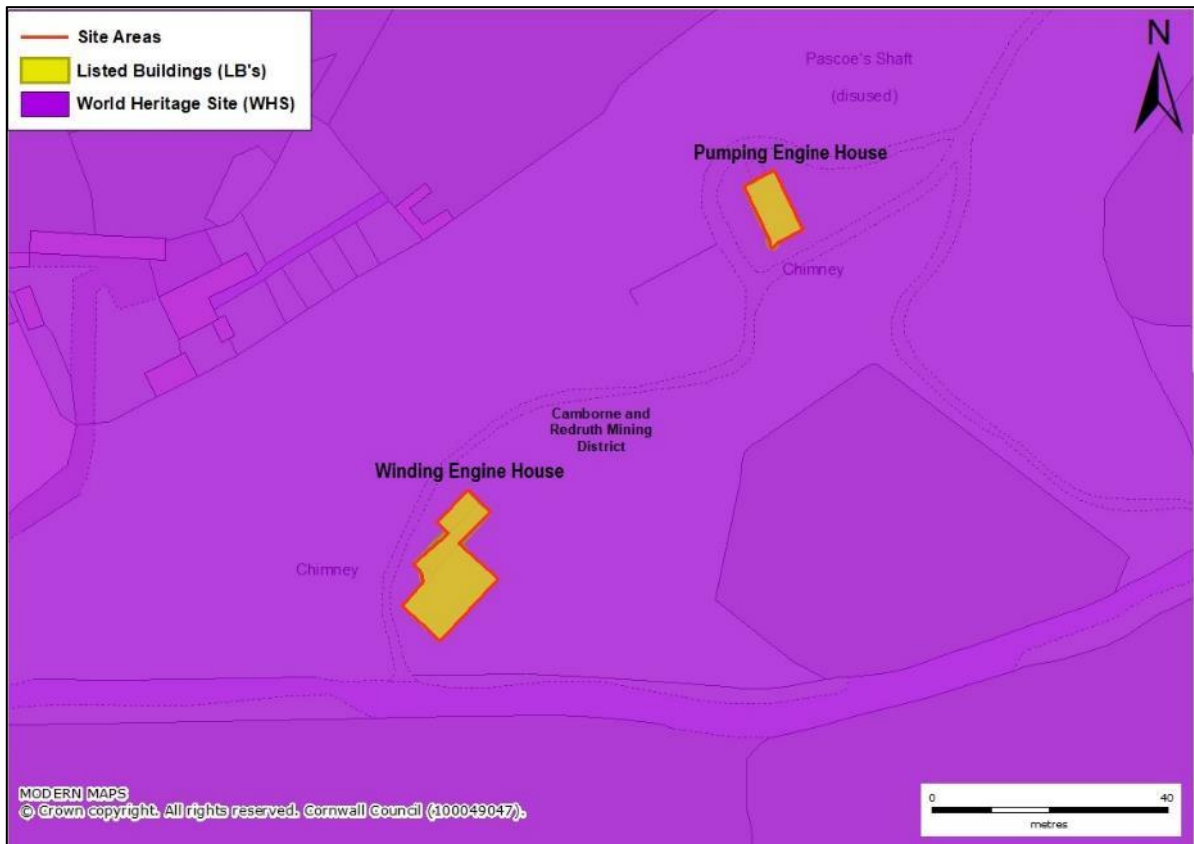 Site Areas
Listed Buildings (LB's)
World Heritage Site (WHS)
N
Pascoe's Shaft
(disused)
Pumping Engine House
Chimney
Camborne and
Redruth Mining
District
Winding Engine House
Chimney
MODERN MAPS
© Crown copyright. All rights reserved. Cornwall Council (100049047).
0 40
metres